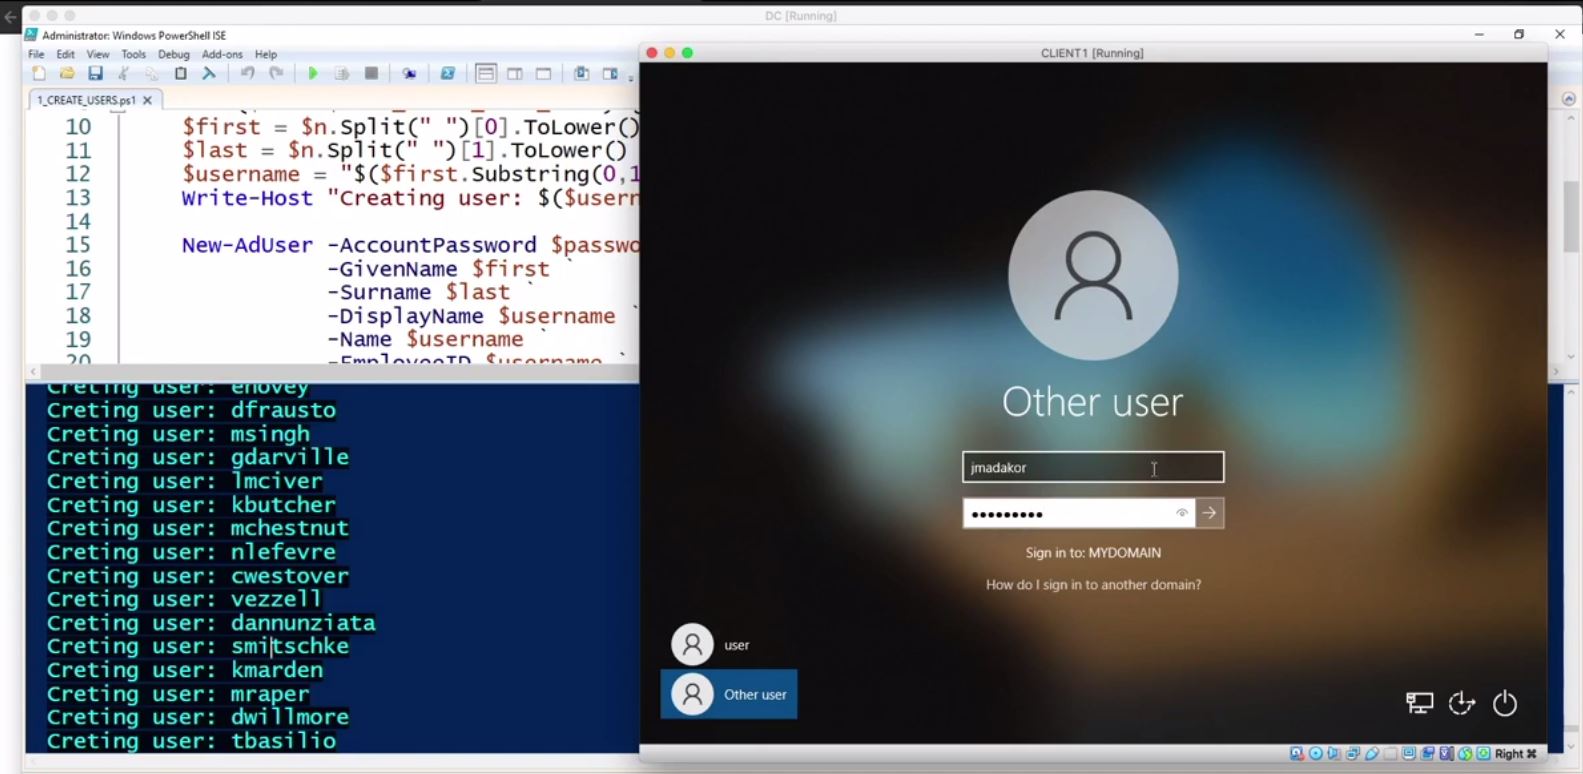 DC [Running]
Administrator: Windows PowerShell ISE
File Edit View Tools Debug Add-ons Help
1_CREATE_USERS.ps1
10 $first = $n.Split(" ")[0].ToLower()
11 $last = $n.Split(" ")[1].ToLower()
12 $username = "$($first.Substring(0,1
13 Write-Host "Creating user: $($usern
14
15 New-AdUser -AccountPassword $passwo
16 -GivenName $first `
17 -Surname $last `
18 -DisplayName $username `
19 -Name $username `
20 -EmployeeID $username `
Creting user: enovey
Creting user: dfrausto
Creting user: msingh
Creting user: gdarville
Creting user: lmciver
Creting user: kbutcher
Creting user: mchestnut
Creting user: nlefevre
Creting user: cwestover
Creting user: vezzell
Creting user: dannunziata
Creting user: smitschke
Creting user: kmarden
Creting user: mraper
Creting user: dwillmore
Creting user: tbasilio
CLIENT1 [Running]
Other user
jmadakor
Sign in to: MYDOMAIN
How do I sign in to another domain?
user
Other user
Right ⌘